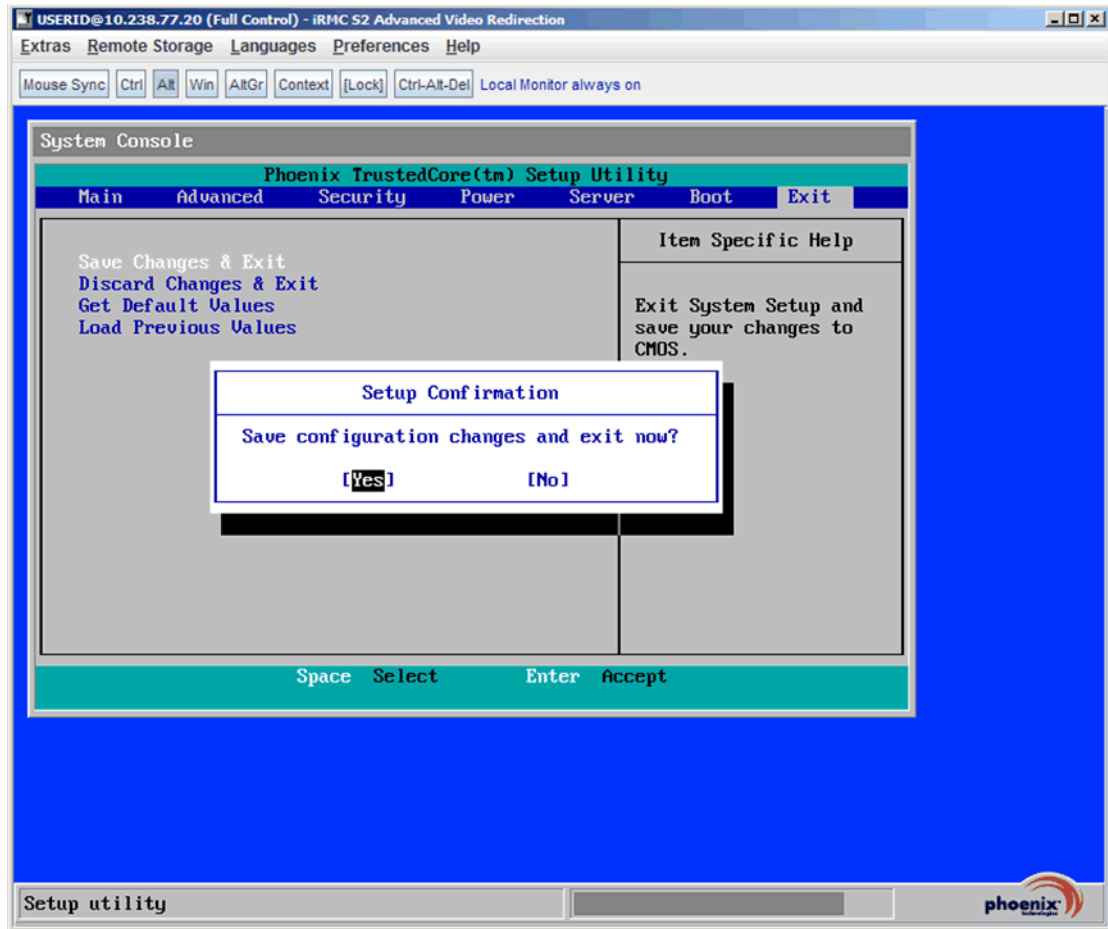 USERID@10.238.77.20 (Full Control) - iRMC S2 Advanced Video Redirection
Extras Remote Storage Languages Preferences Help
Mouse Sync Ctrl Alt Win AltGr Context [Lock] Ctrl-Alt-Del Local Monitor always on
System Console
Phoenix TrustedCore(tm) Setup Utility
Main Advanced Security Power Server Boot Exit
Save Changes & Exit
Discard Changes & Exit
Get Default Values
Load Previous Values
Item Specific Help
Exit System Setup and
save your changes to
CMOS.
Setup Confirmation
Save configuration changes and exit now?
[Yes] [No]
Space Select Enter Accept
Setup utility
phoenix
technologies